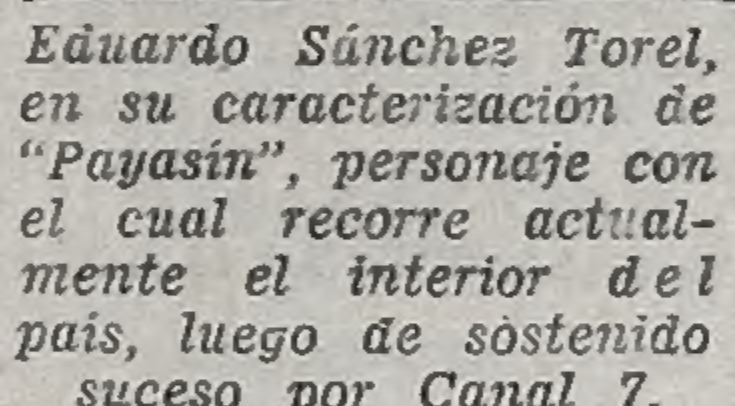 Eduardo Sánchez Torel,
en su caracterización de
"Payasín", personaje con
el cual recorre actual-
mente el interior del
país, luego de sostenido
suceso por Canal 7.